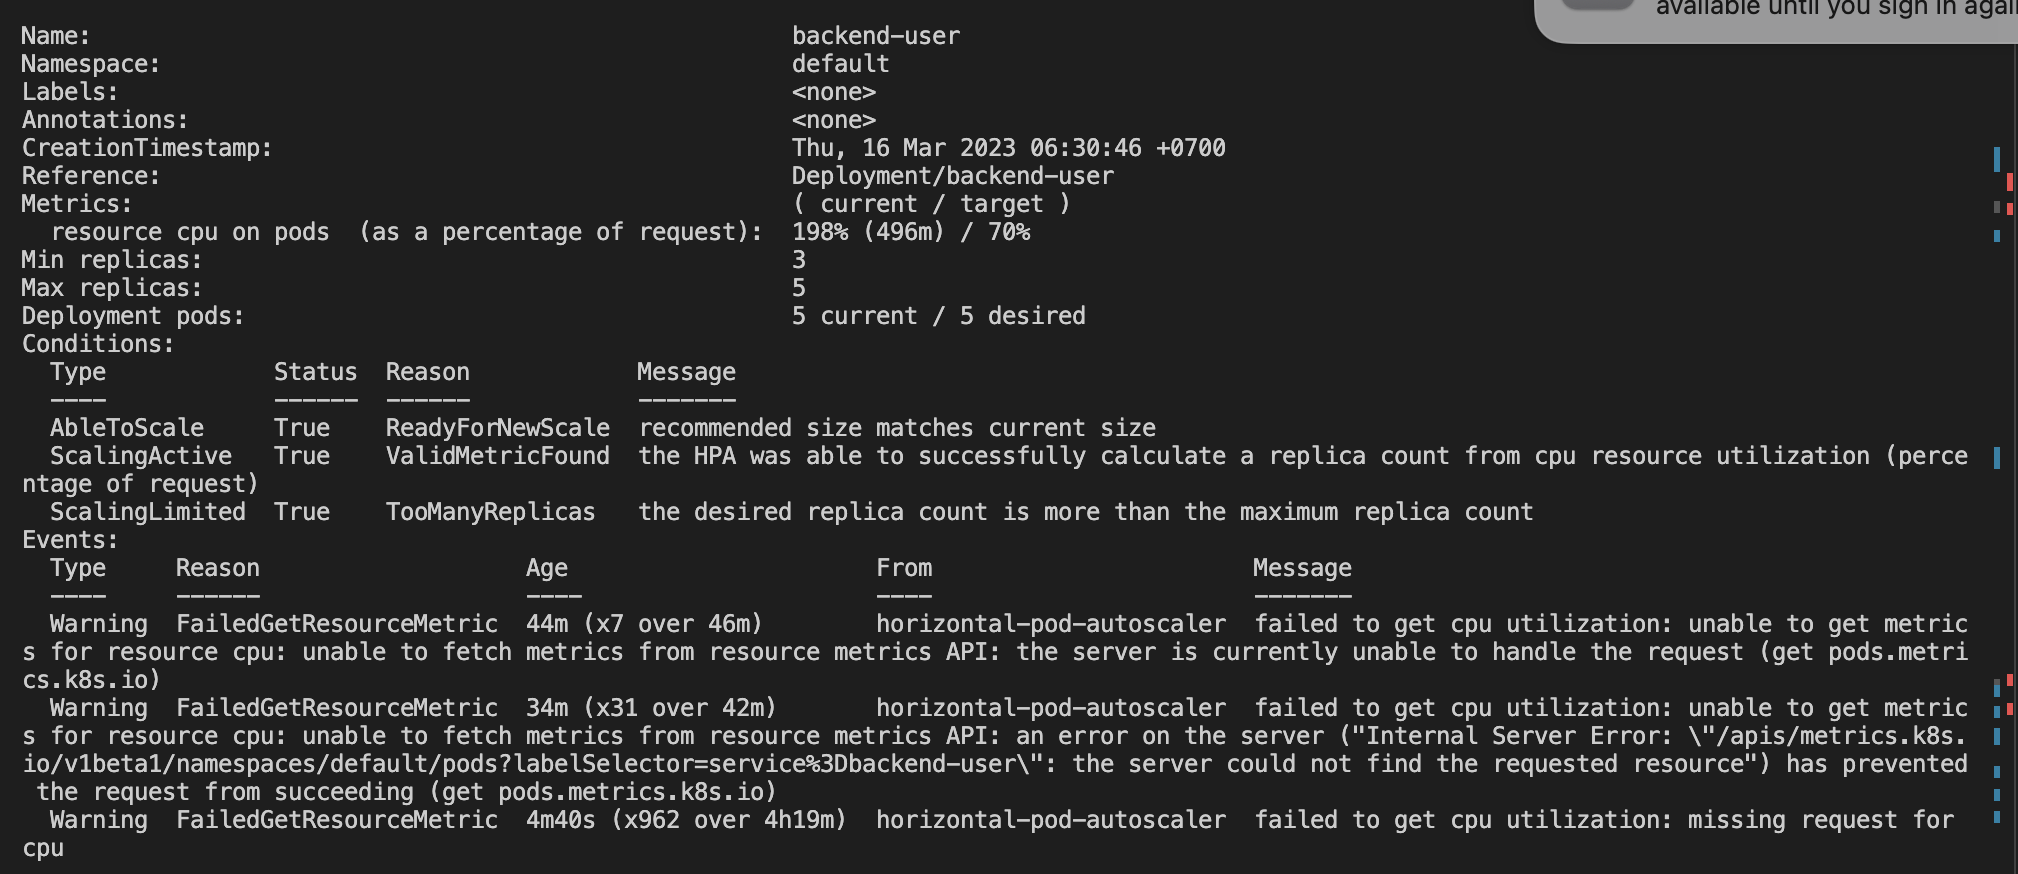 available until you sign in agai
Name:                                                  backend-user
Namespace:                                             default
Labels:                                                <none>
Annotations:                                           <none>
CreationTimestamp:                                     Thu, 16 Mar 2023 06:30:46 +0700
Reference:                                             Deployment/backend-user
Metrics:                                               ( current / target )
  resource cpu on pods  (as a percentage of request):  198% (496m) / 70%
Min replicas:                                          3
Max replicas:                                          5
Deployment pods:                                       5 current / 5 desired
Conditions:
  Type            Status  Reason            Message
  ----            ------  ------            -------
  AbleToScale     True    ReadyForNewScale  recommended size matches current size
  ScalingActive   True    ValidMetricFound  the HPA was able to successfully calculate a replica count from cpu resource utilization (perce
ntage of request)
  ScalingLimited  True    TooManyReplicas   the desired replica count is more than the maximum replica count
Events:
  Type     Reason                   Age                      From                       Message
  ----     ------                   ----                     ----                       -------
  Warning  FailedGetResourceMetric  44m (x7 over 46m)        horizontal-pod-autoscaler  failed to get cpu utilization: unable to get metric
s for resource cpu: unable to fetch metrics from resource metrics API: the server is currently unable to handle the request (get pods.metri
cs.k8s.io)
  Warning  FailedGetResourceMetric  34m (x31 over 42m)       horizontal-pod-autoscaler  failed to get cpu utilization: unable to get metric
s for resource cpu: unable to fetch metrics from resource metrics API: an error on the server ("Internal Server Error: \"/apis/metrics.k8s.
io/v1beta1/namespaces/default/pods?labelSelector=service%3Dbackend-user\": the server could not find the requested resource") has prevented
 the request from succeeding (get pods.metrics.k8s.io)
  Warning  FailedGetResourceMetric  4m40s (x962 over 4h19m)  horizontal-pod-autoscaler  failed to get cpu utilization: missing request for
cpu